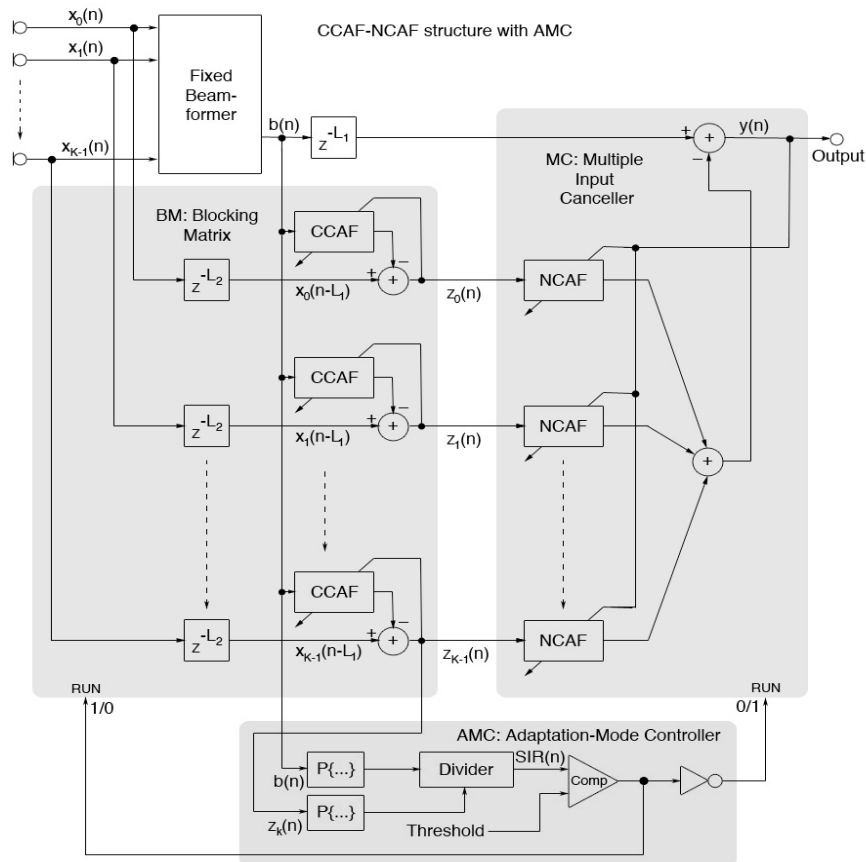 CCAF-NCAF structure with AMC
x0(n)
x1(n)
xK-1(n)
Fixed
Beam-
former
b(n)
z-L1
+
−
+
y(n)
Output
MC: Multiple
Input
Canceller
BM: Blocking
Matrix
CCAF
z-L2
+
−
+
x0(n-L1)
z0(n)
NCAF
CCAF
z-L2
+
−
+
x1(n-L1)
z1(n)
NCAF
+
CCAF
z-L2
+
−
+
xK-1(n-L1)
zK-1(n)
NCAF
RUN
1/0
RUN
0/1
AMC: Adaptation-Mode Controller
b(n)
P{...}
Divider
SIR(n)
Comp
zk(n)
P{...}
Threshold